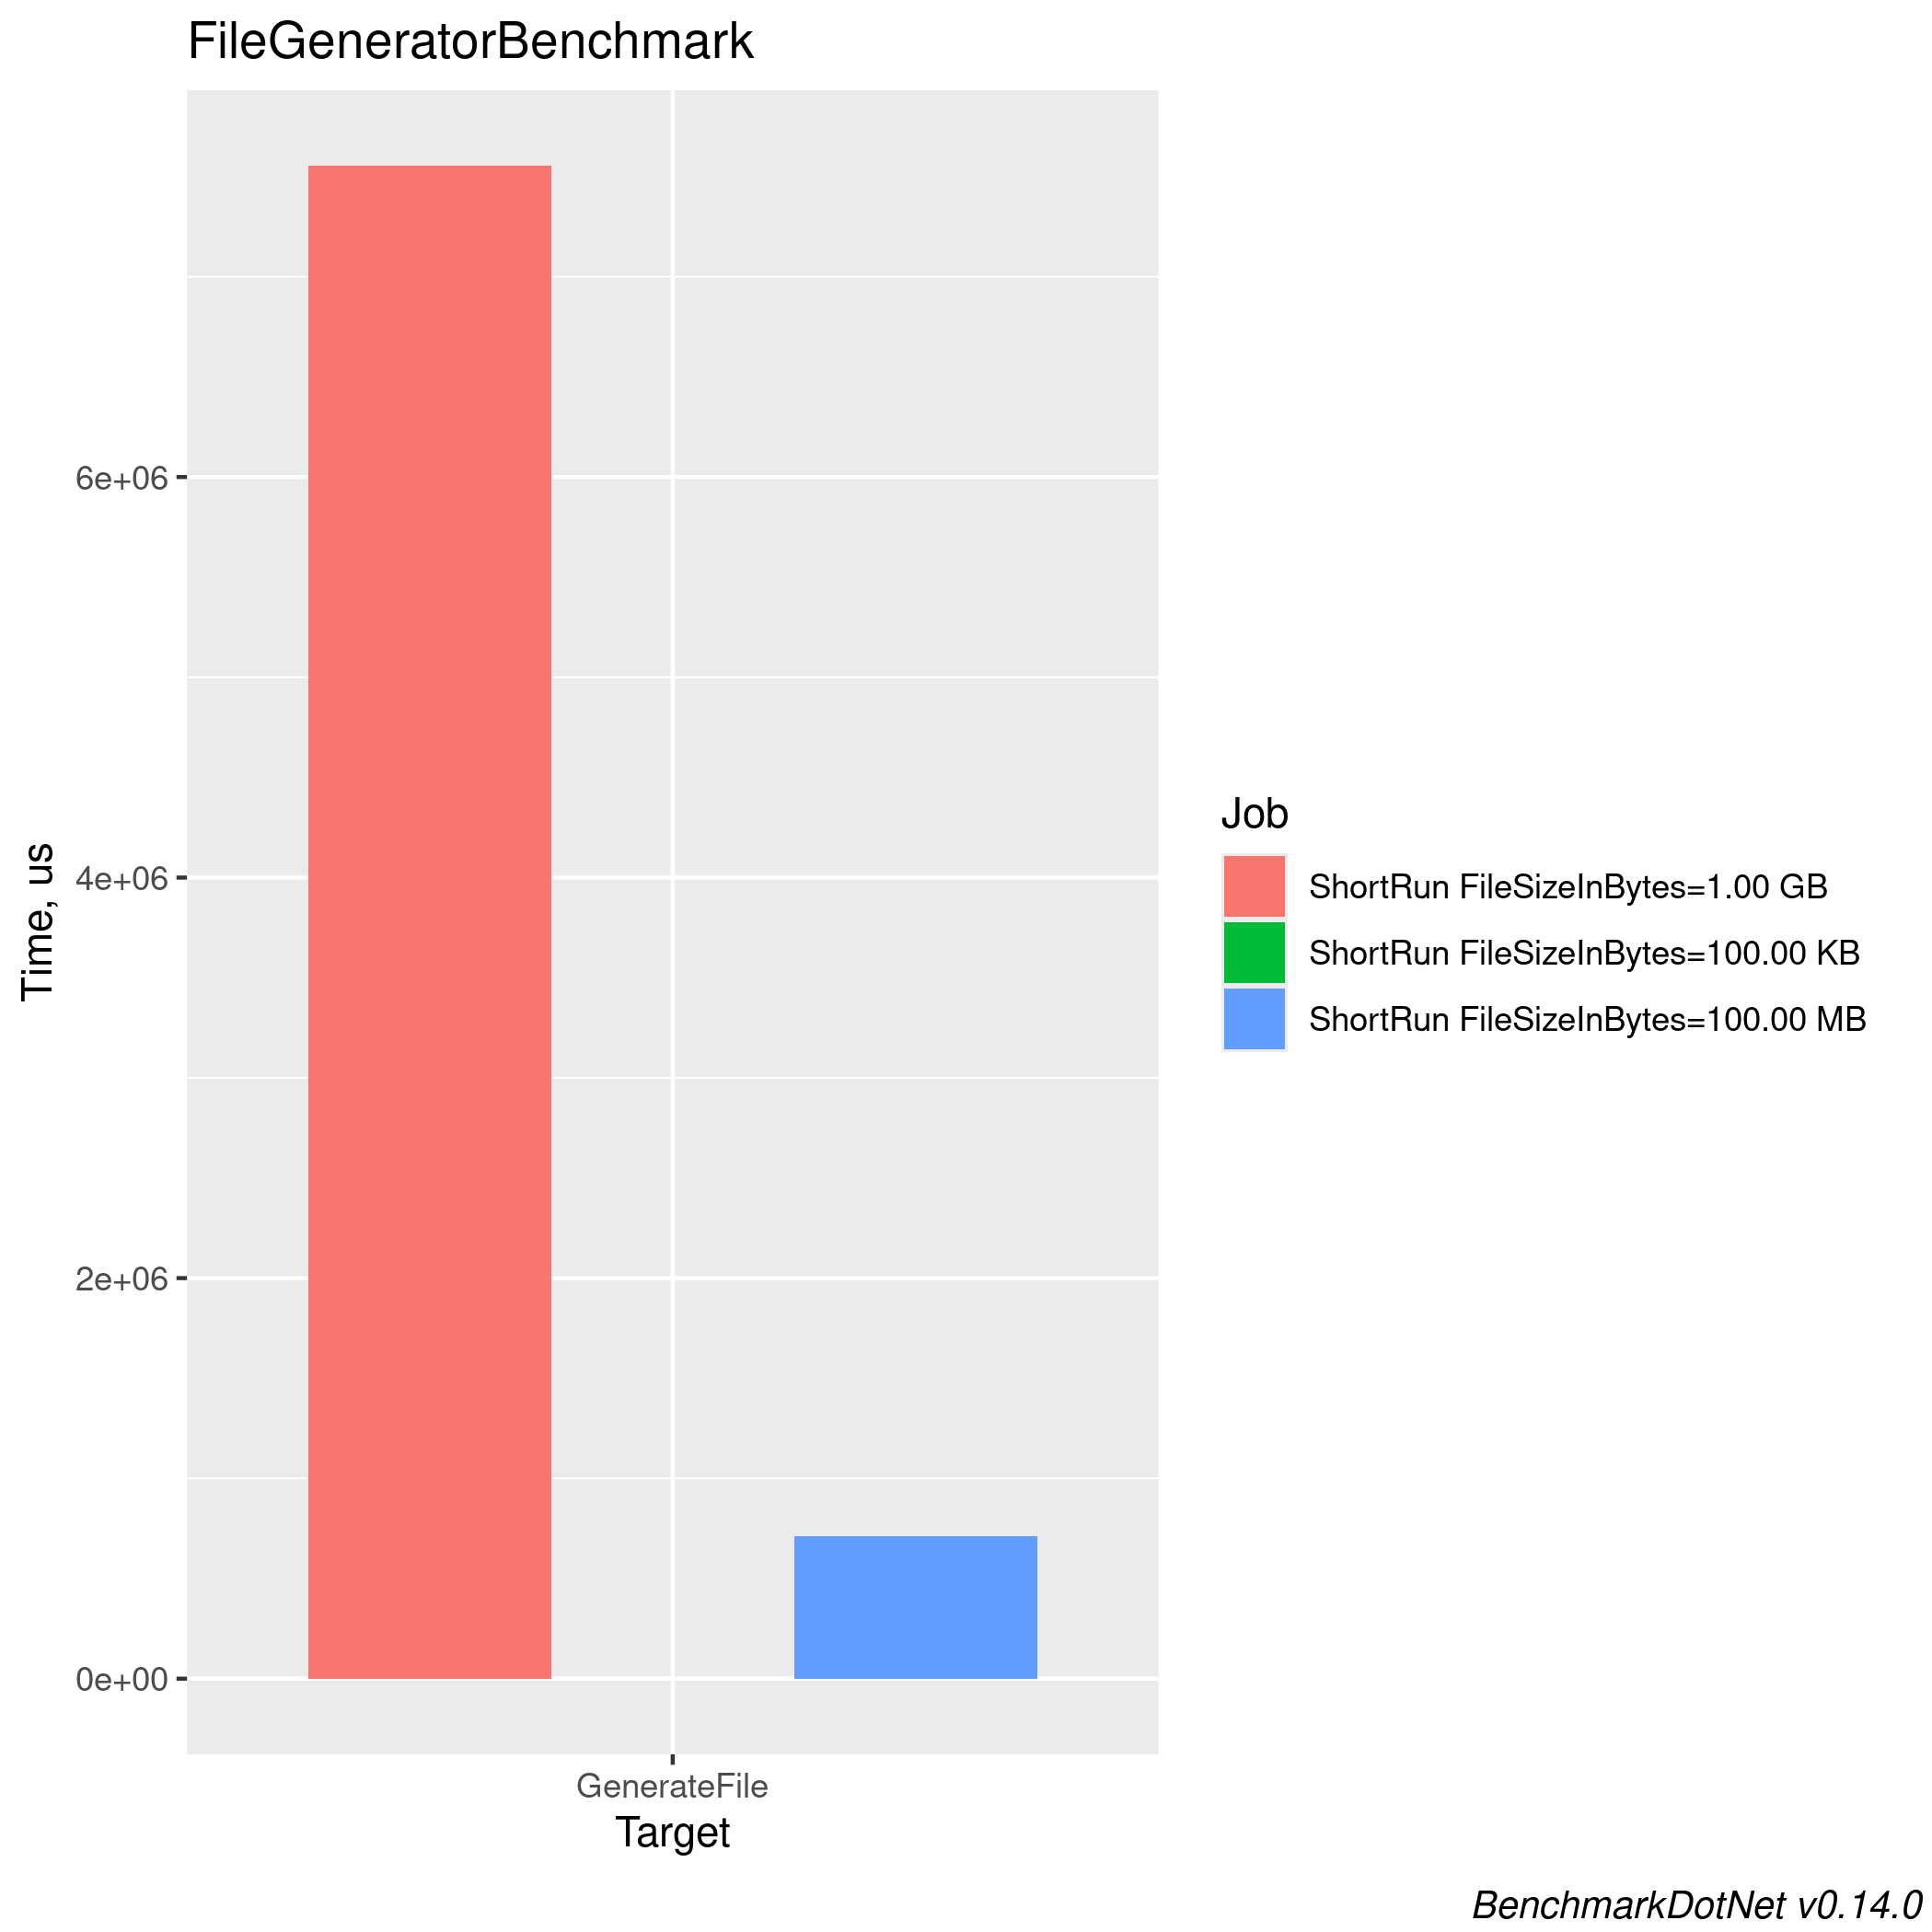 FileGeneratorBenchmark
Time, us
6e+06
4e+06
2e+06
0e+00
GenerateFile
Target
Job
ShortRun FileSizeInBytes=1.00 GB
ShortRun FileSizeInBytes=100.00 KB
ShortRun FileSizeInBytes=100.00 MB
BenchmarkDotNet v0.14.0